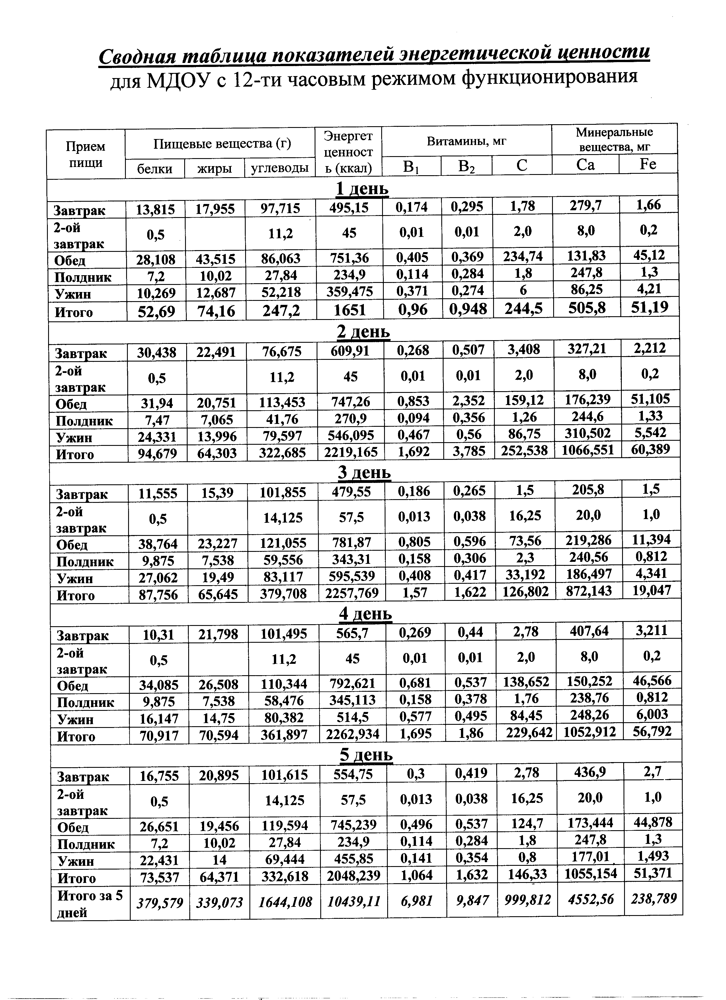 Сводная таблица показателей энергетической ценности
для МДОУ с 12-ти часовым режимом функционирования
Прием пищи Пищевые вещества (г) Энергет ценност ь (ккал) Витамины, мг Минеральные вещества, мг
белки жиры углеводы B1 B2 C Ca Fe
1 день
Завтрак 13,815 17,955 97,715 495,15 0,174 0,295 1,78 279,7 1,66
2-ой завтрак 0,5 11,2 45 0,01 0,01 2,0 8,0 0,2
Обед 28,108 43,515 86,063 751,36 0,405 0,369 234,74 131,83 45,12
Полдник 7,2 10,02 27,84 234,9 0,114 0,284 1,8 247,8 1,3
Ужин 10,269 12,687 52,218 359,475 0,371 0,274 6 86,25 4,21
Итого 52,69 74,16 247,2 1651 0,96 0,948 244,5 505,8 51,19
2 день
Завтрак 30,438 22,491 76,675 609,91 0,268 0,507 3,408 327,21 2,212
2-ой завтрак 0,5 11,2 45 0,01 0,01 2,0 8,0 0,2
Обед 31,94 20,751 113,453 747,26 0,853 2,352 159,12 176,239 51,105
Полдник 7,47 7,065 41,76 270,9 0,094 0,356 1,26 244,6 1,33
Ужин 24,331 13,996 79,597 546,095 0,467 0,56 86,75 310,502 5,542
Итого 94,679 64,303 322,685 2219,165 1,692 3,785 252,538 1066,551 60,389
3 день
Завтрак 11,555 15,39 101,855 479,55 0,186 0,265 1,5 205,8 1,5
2-ой завтрак 0,5 14,125 57,5 0,013 0,038 16,25 20,0 1,0
Обед 38,764 23,227 121,055 781,87 0,805 0,596 73,56 219,286 11,394
Полдник 9,875 7,538 59,556 343,31 0,158 0,306 2,3 240,56 0,812
Ужин 27,062 19,49 83,117 595,539 0,408 0,417 33,192 186,497 4,341
Итого 87,756 65,645 379,708 2257,769 1,57 1,622 126,802 872,143 19,047
4 день
Завтрак 10,31 21,798 101,495 565,7 0,269 0,44 2,78 407,64 3,211
2-ой завтрак 0,5 11,2 45 0,01 0,01 2,0 8,0 0,2
Обед 34,085 26,508 110,344 792,621 0,681 0,537 138,652 150,252 46,566
Полдник 9,875 7,538 58,476 345,113 0,158 0,378 1,76 238,76 0,812
Ужин 16,147 14,75 80,382 514,5 0,577 0,495 84,45 248,26 6,003
Итого 70,917 70,594 361,897 2262,934 1,695 1,86 229,642 1052,912 56,792
5 день
Завтрак 16,755 20,895 101,615 554,75 0,3 0,419 2,78 436,9 2,7
2-ой завтрак 0,5 14,125 57,5 0,013 0,038 16,25 20,0 1,0
Обед 26,651 19,456 119,594 745,239 0,496 0,537 124,7 173,444 44,878
Полдник 7,2 10,02 27,84 234,9 0,114 0,284 1,8 247,8 1,3
Ужин 22,431 14 69,444 455,85 0,141 0,354 0,8 177,01 1,493
Итого 73,537 64,371 332,618 2048,239 1,064 1,632 146,33 1055,154 51,371
Итого за 5 дней 379,579 339,073 1644,108 10439,11 6,981 9,847 999,812 4552,56 238,789